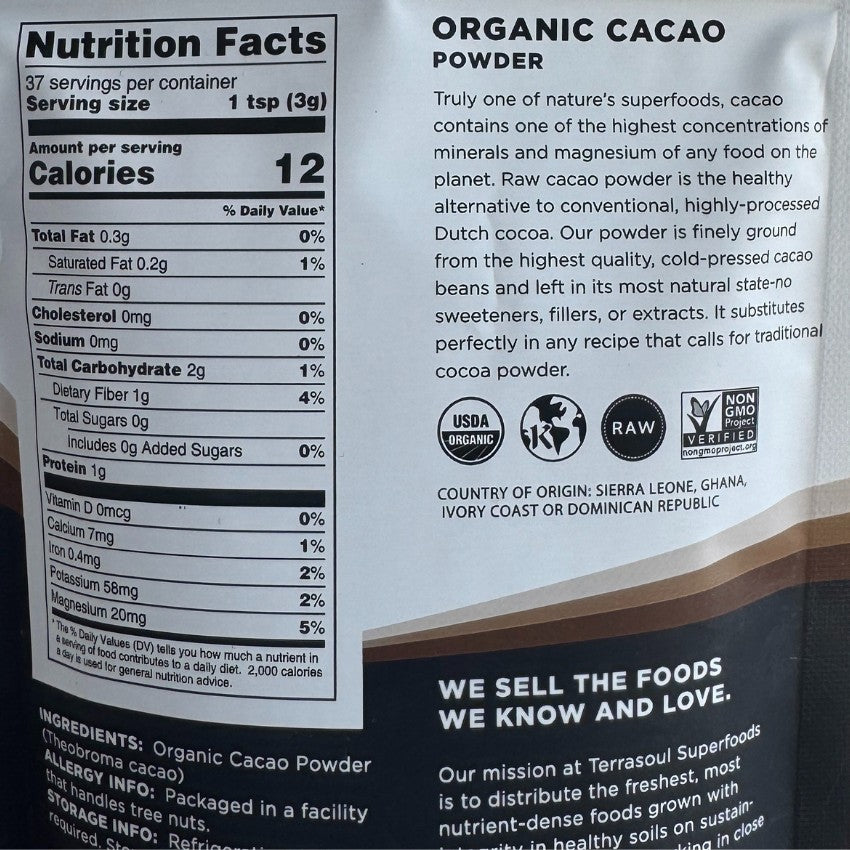 Nutrition Facts
37 servings per container
Serving size 1 tsp (3g)
Amount per serving
Calories 12
% Daily Value*
Total Fat 0.3g 0%
Saturated Fat 0.2g 1%
Trans Fat 0g
Cholesterol 0mg 0%
Sodium 0mg 0%
Total Carbohydrate 2g 1%
Dietary Fiber 1g 4%
Total Sugars 0g
Includes 0g Added Sugars 0%
Protein 1g
Vitamin D 0mcg 0%
Calcium 7mg 1%
Iron 0.4mg 2%
Potassium 58mg 2%
Magnesium 20mg 5%
*The % Daily Values (DV) tells you how much a nutrient in
a serving of food contributes to a daily diet. 2,000 calories
a day is used for general nutrition advice.
INGREDIENTS: Organic Cacao Powder
(Theobroma cacao)
ALLERGY INFO: Packaged in a facility
that handles tree nuts.
STORAGE INFO:
required.
ORGANIC CACAO
POWDER
Truly one of nature's superfoods, cacao
contains one of the highest concentrations of
minerals and magnesium of any food on the
planet. Raw cacao powder is the healthy
alternative to conventional, highly-processed
Dutch cocoa. Our powder is finely ground
from the highest quality, cold-pressed cacao
beans and left in its most natural state-no
sweeteners, fillers, or extracts. It substitutes
perfectly in any recipe that calls for traditional
cocoa powder.
USDA
ORGANIC
K
RAW
NON
GMO
Project
VERIFIED
nongmoproject.org
COUNTRY OF ORIGIN: SIERRA LEONE, GHANA,
IVORY COAST OR DOMINICAN REPUBLIC
WE SELL THE FOODS
WE KNOW AND LOVE.
Our mission at Terrasoul Superfoods
is to distribute the freshest, most
nutrient-dense foods grown with
in healthy soils on sustain-
in close